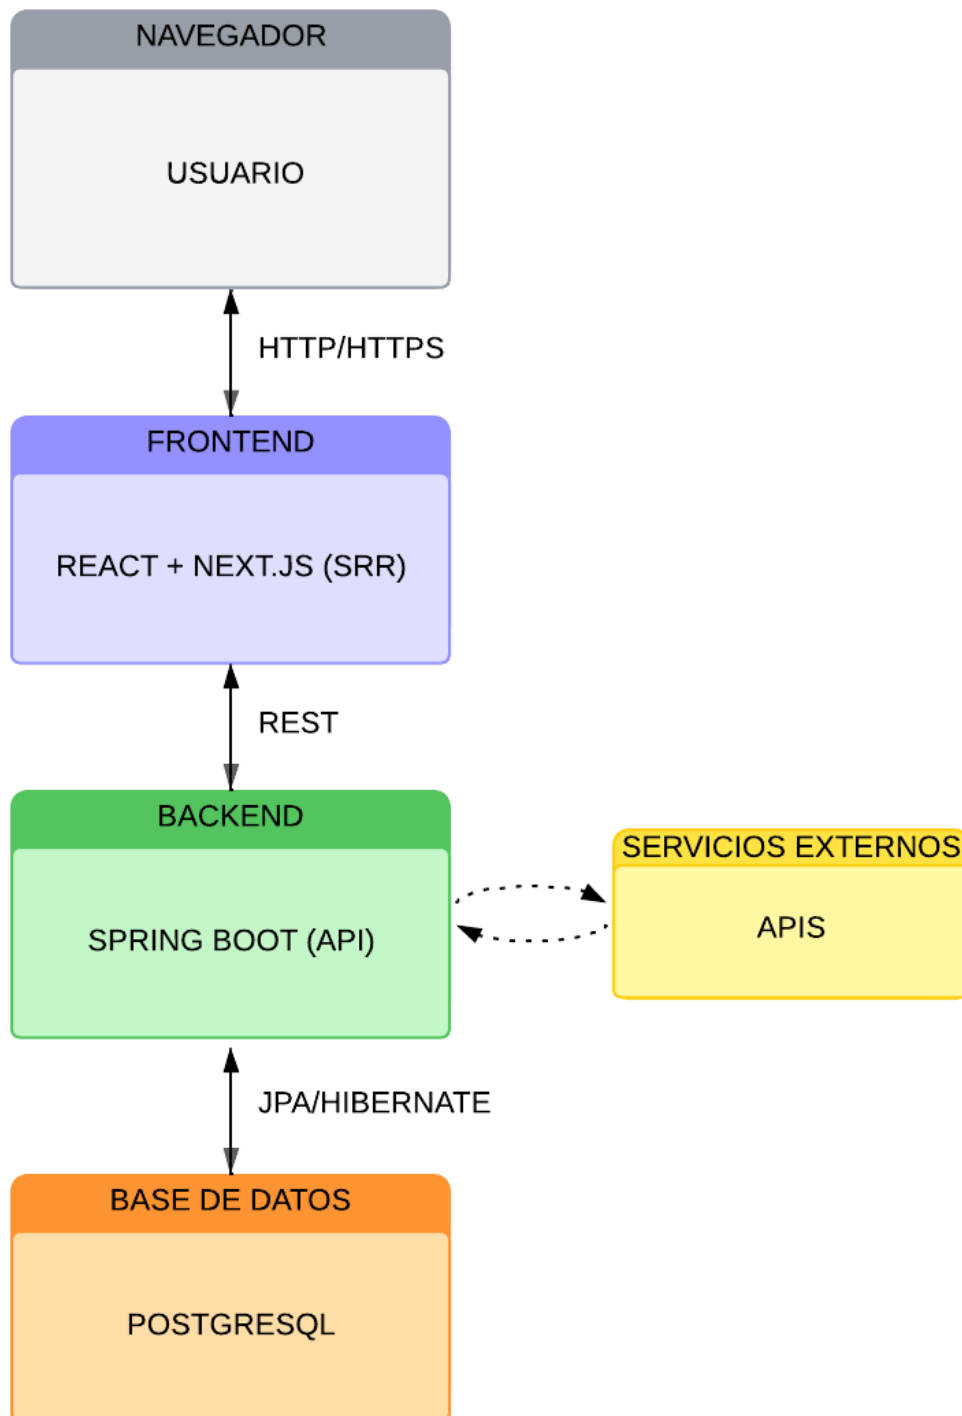 NAVEGADOR
USUARIO
HTTP/HTTPS
FRONTEND
REACT + NEXT.JS (SRR)
REST
BACKEND
SPRING BOOT (API)
SERVICIOS EXTERNOS
APIS
JPA/HIBERNATE
BASE DE DATOS
POSTGRESQL